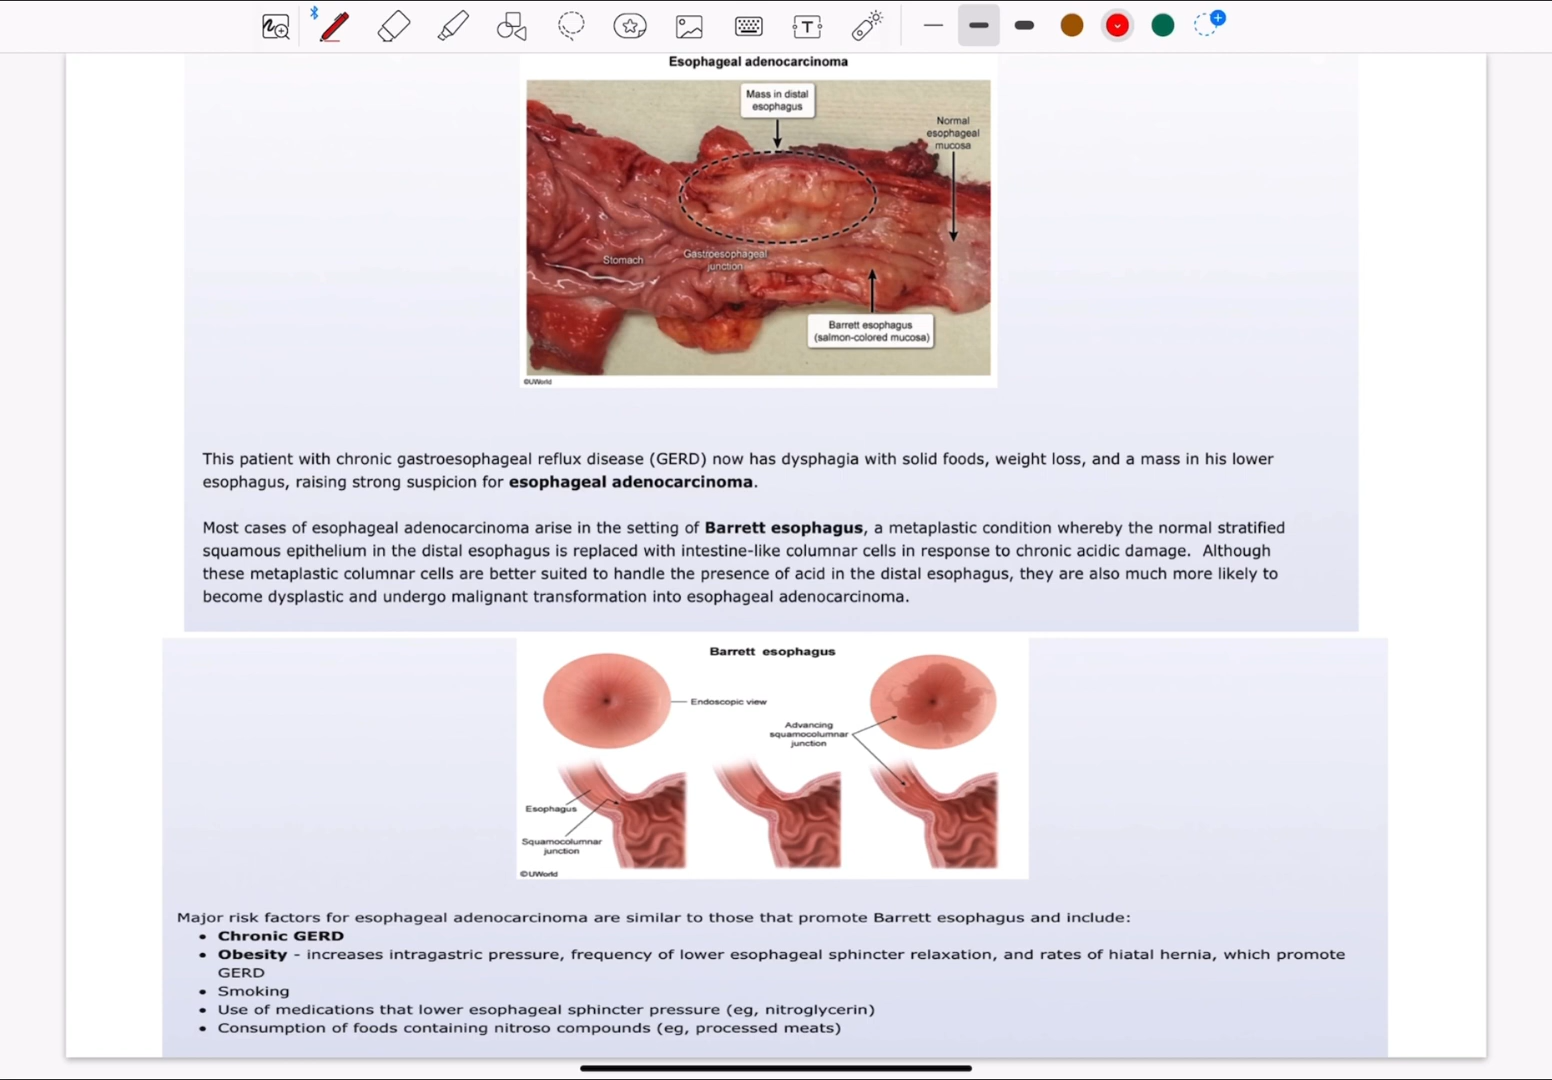 Esophageal adenocarcinoma
Mass in distal
esophagus
Normal
esophageal
mucosa
Stomach
Gastroesophageal
junction
Barrett esophagus
(salmon-colored mucosa)
©UWorld
This patient with chronic gastroesophageal reflux disease (GERD) now has dysphagia with solid foods, weight loss, and a mass in his lower
esophagus, raising strong suspicion for esophageal adenocarcinoma.
Most cases of esophageal adenocarcinoma arise in the setting of Barrett esophagus, a metaplastic condition whereby the normal stratified
squamous epithelium in the distal esophagus is replaced with intestine-like columnar cells in response to chronic acidic damage. Although
these metaplastic columnar cells are better suited to handle the presence of acid in the distal esophagus, they are also much more likely to
become dysplastic and undergo malignant transformation into esophageal adenocarcinoma.
Barrett esophagus
Endoscopic view
Advancing
squamocolumnar
junction
Esophagus
Squamocolumnar
junction
©UWorld
Major risk factors for esophageal adenocarcinoma are similar to those that promote Barrett esophagus and include:
• Chronic GERD
• Obesity - increases intragastric pressure, frequency of lower esophageal sphincter relaxation, and rates of hiatal hernia, which promote
GERD
• Smoking
• Use of medications that lower esophageal sphincter pressure (eg, nitroglycerin)
• Consumption of foods containing nitroso compounds (eg, processed meats)